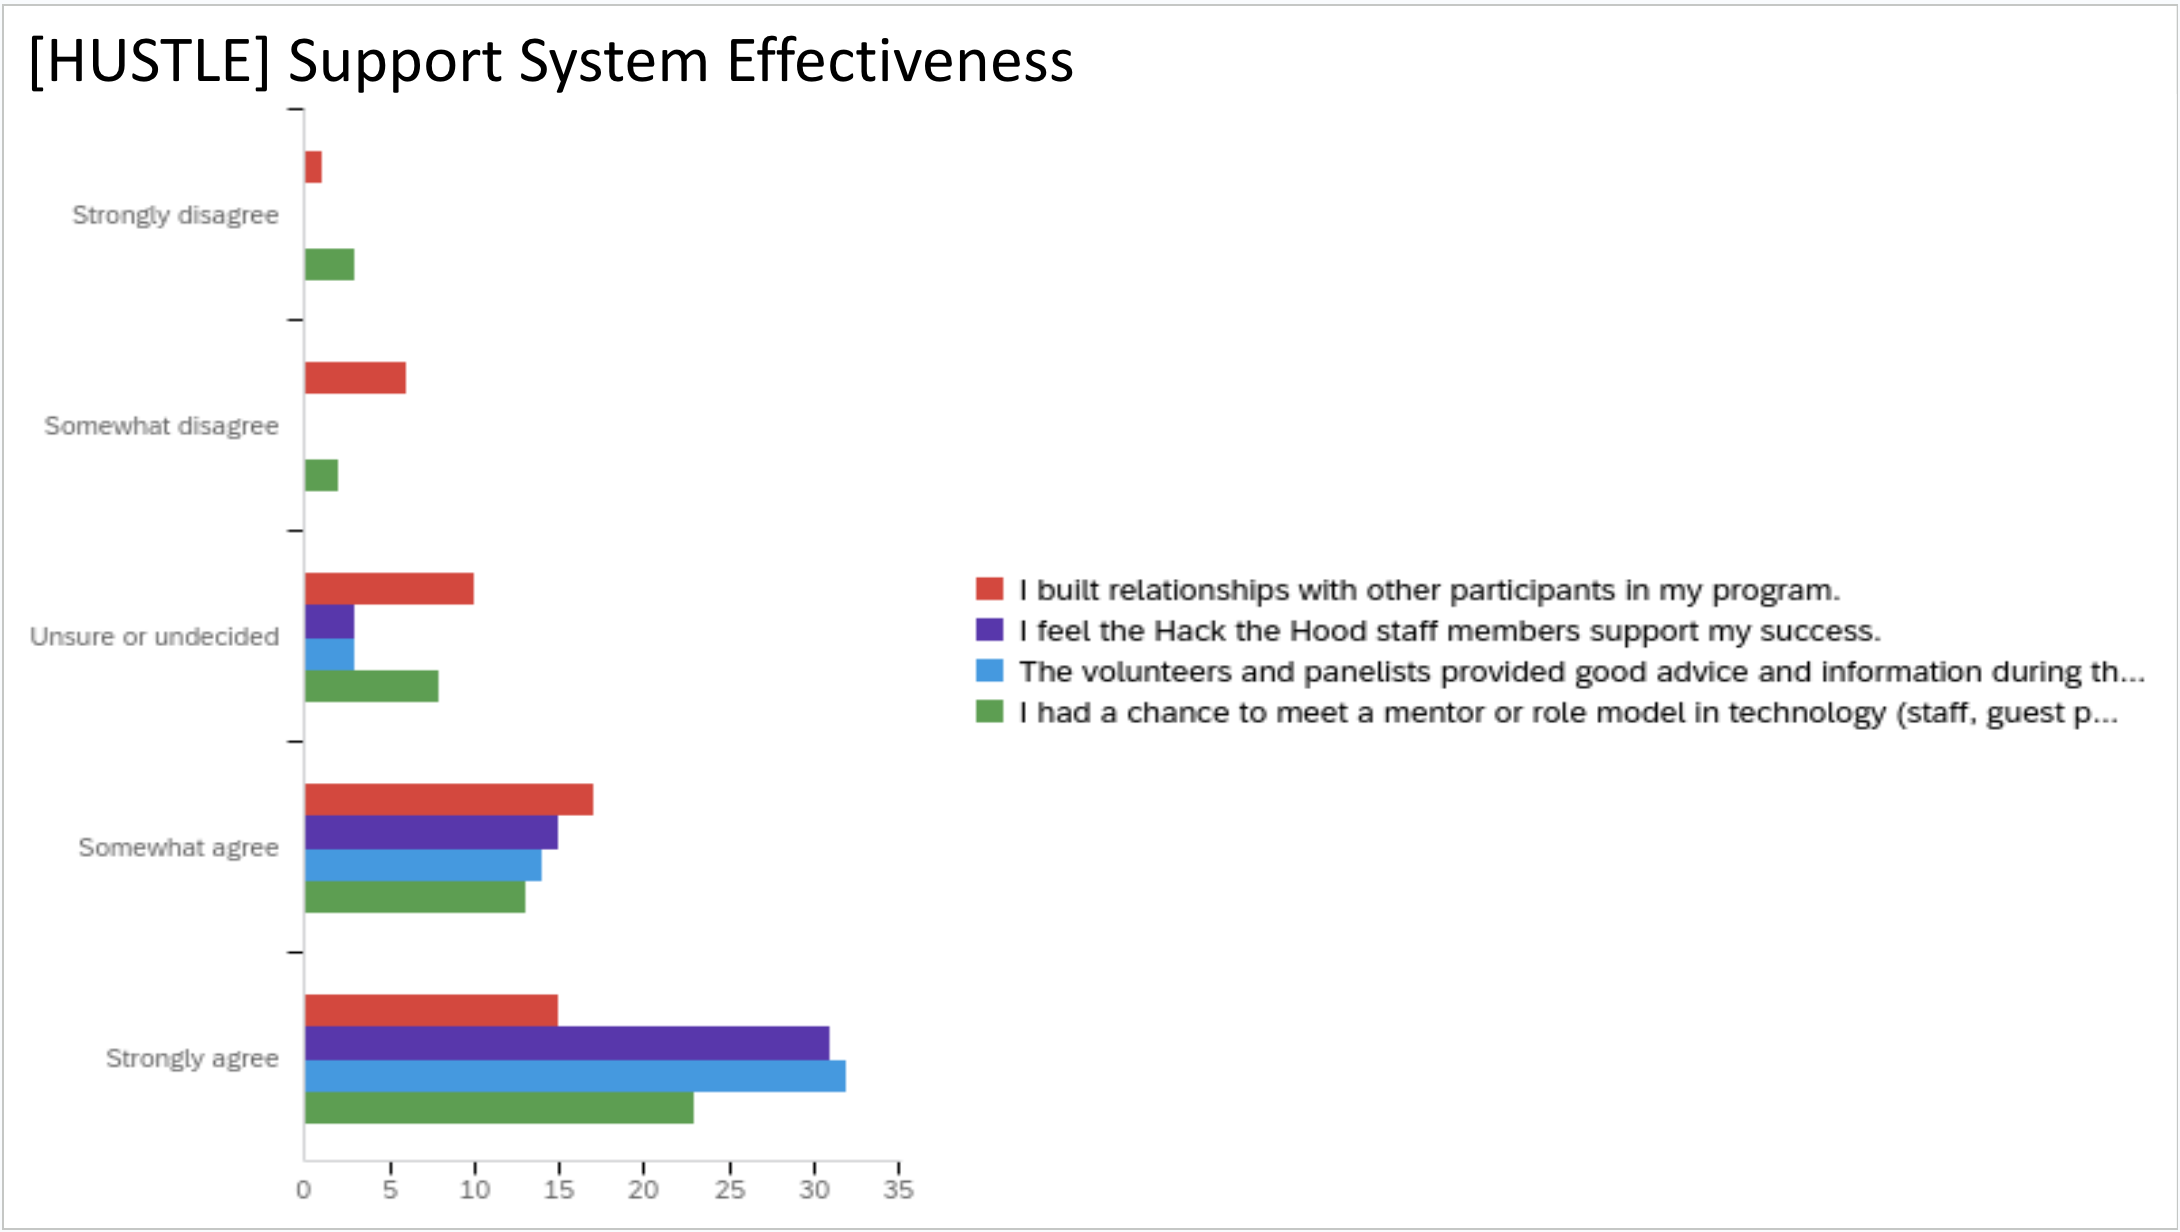 [HUSTLE] Support System Effectiveness
Strongly disagree
Somewhat disagree
Unsure or undecided
Somewhat agree
Strongly agree
0 5 10 15 20 25 30 35
I built relationships with other participants in my program.
I feel the Hack the Hood staff members support my success.
The volunteers and panelists provided good advice and information during th...
I had a chance to meet a mentor or role model in technology (staff, guest p...